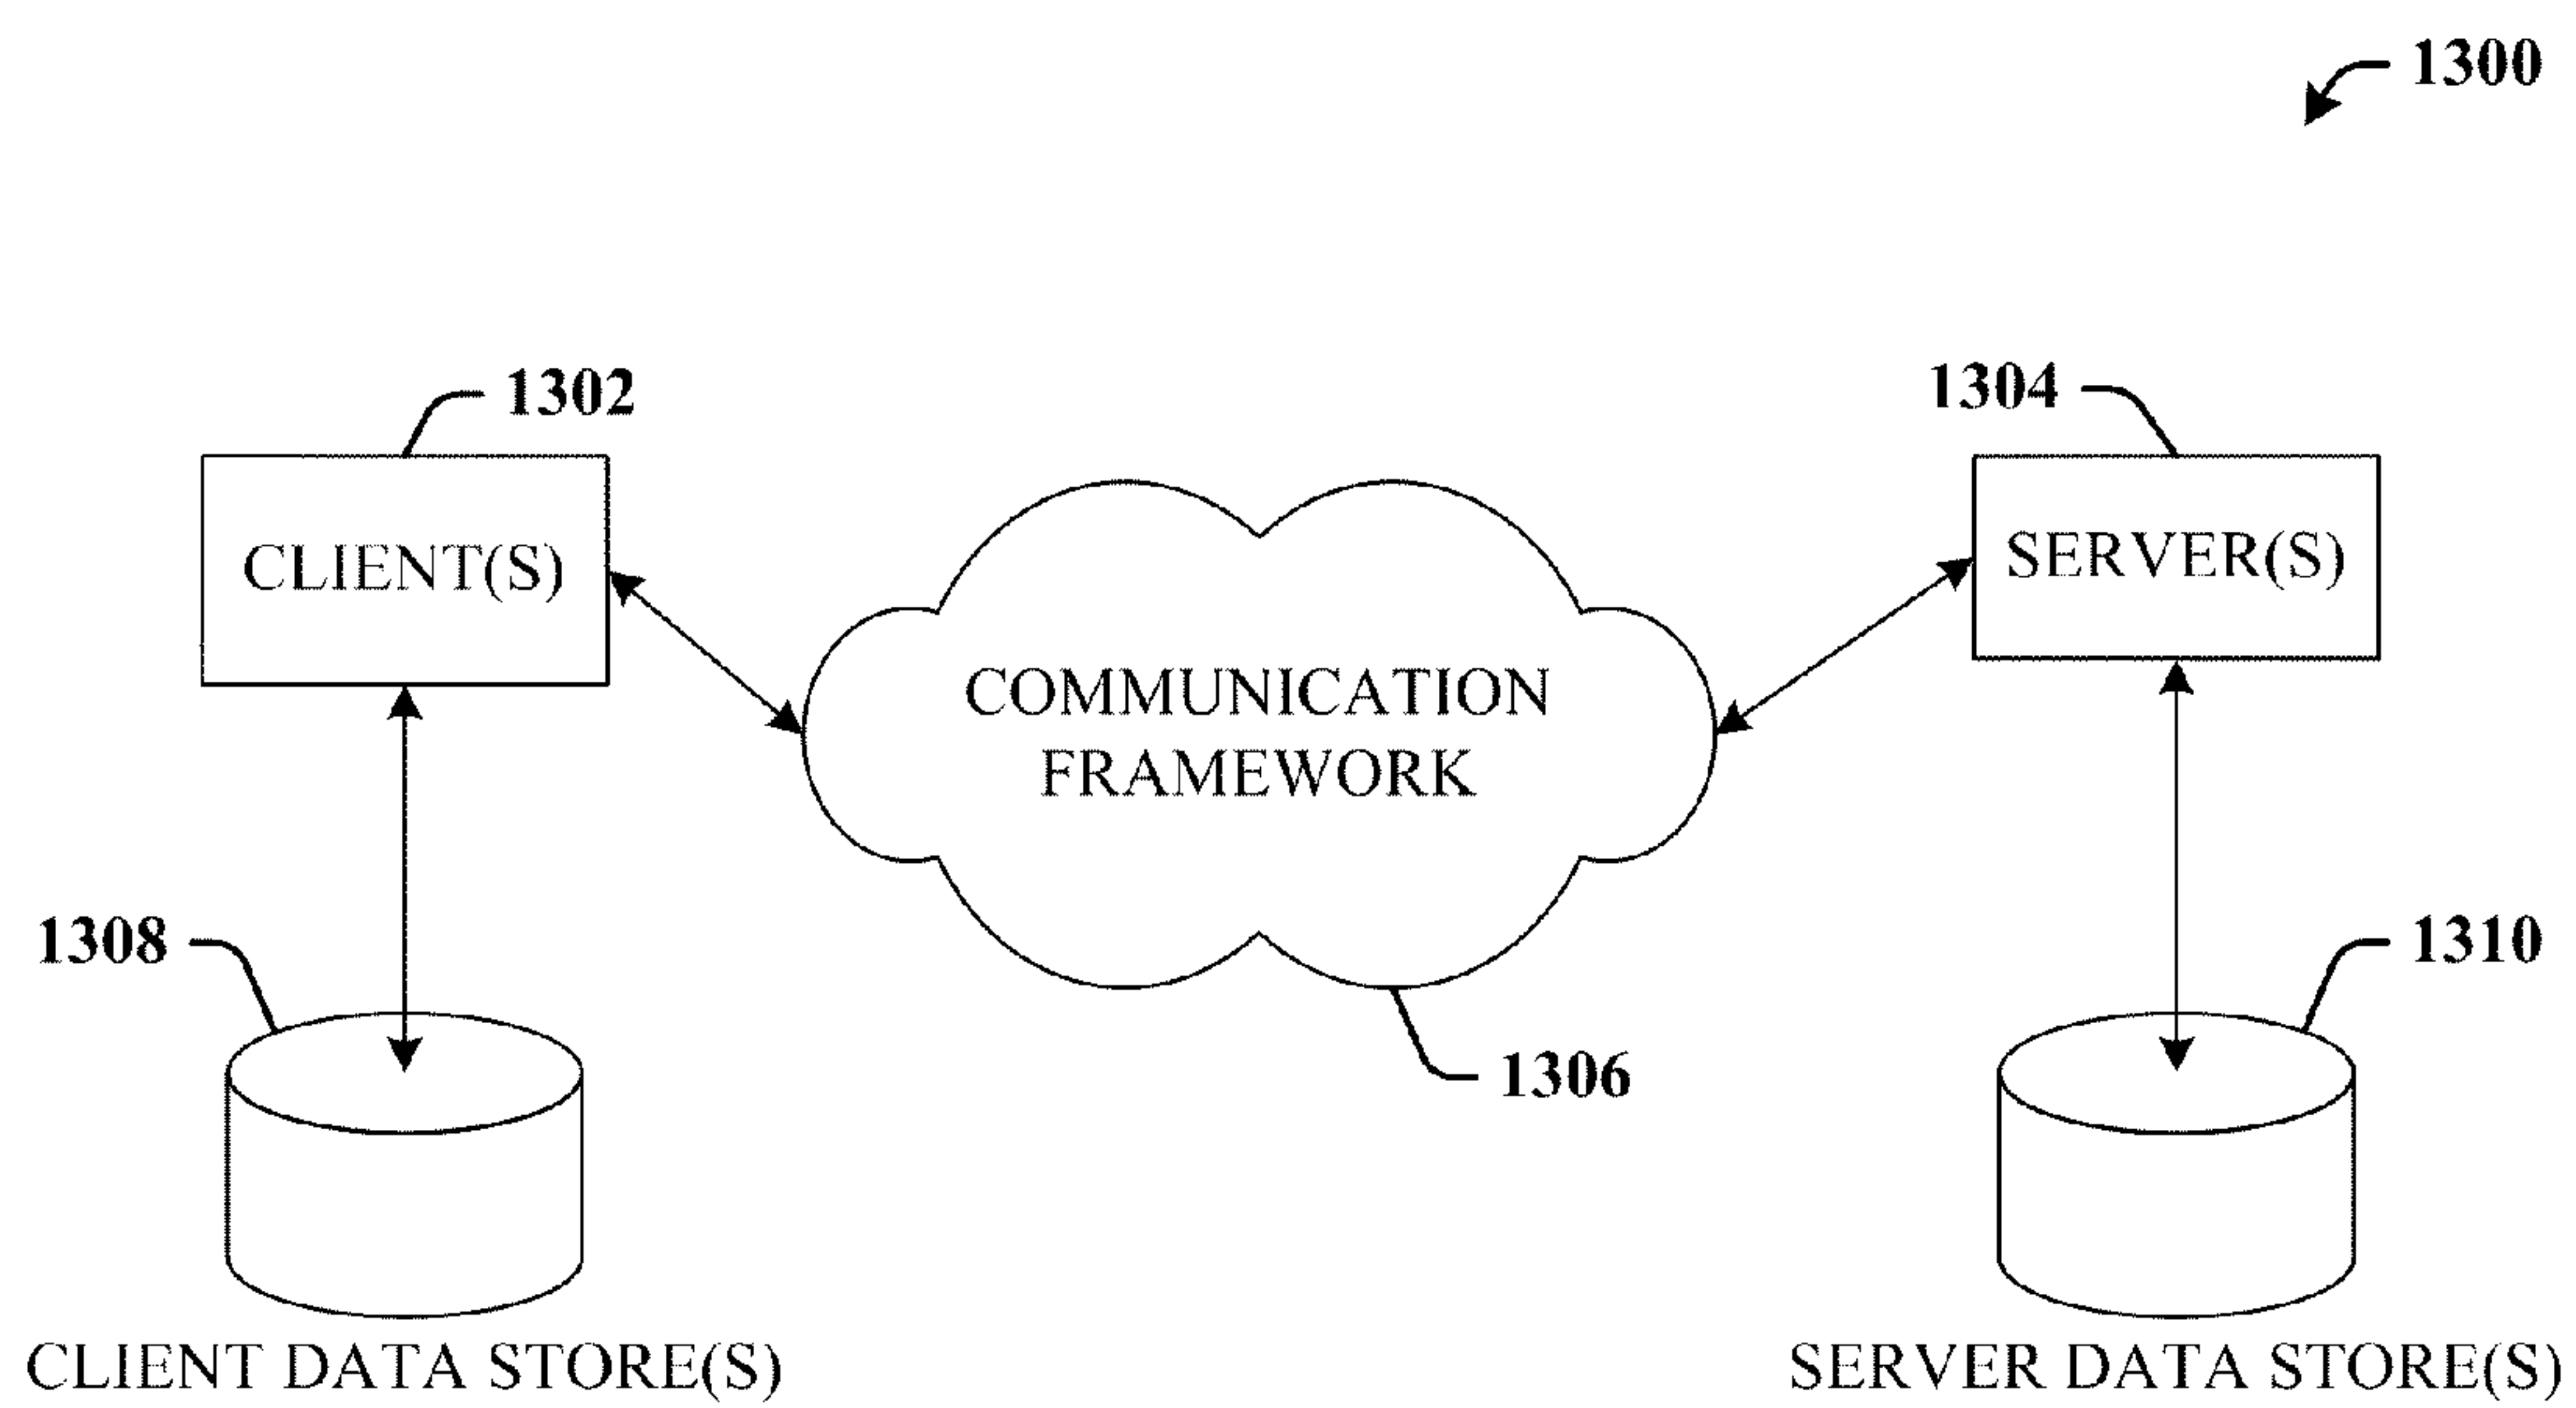 1300
1302
1304
CLIENT(S)
SERVER(S)
COMMUNICATION
FRAMEWORK
1308
1310
1306
CLIENT DATA STORE(S)
SERVER DATA STORE(S)